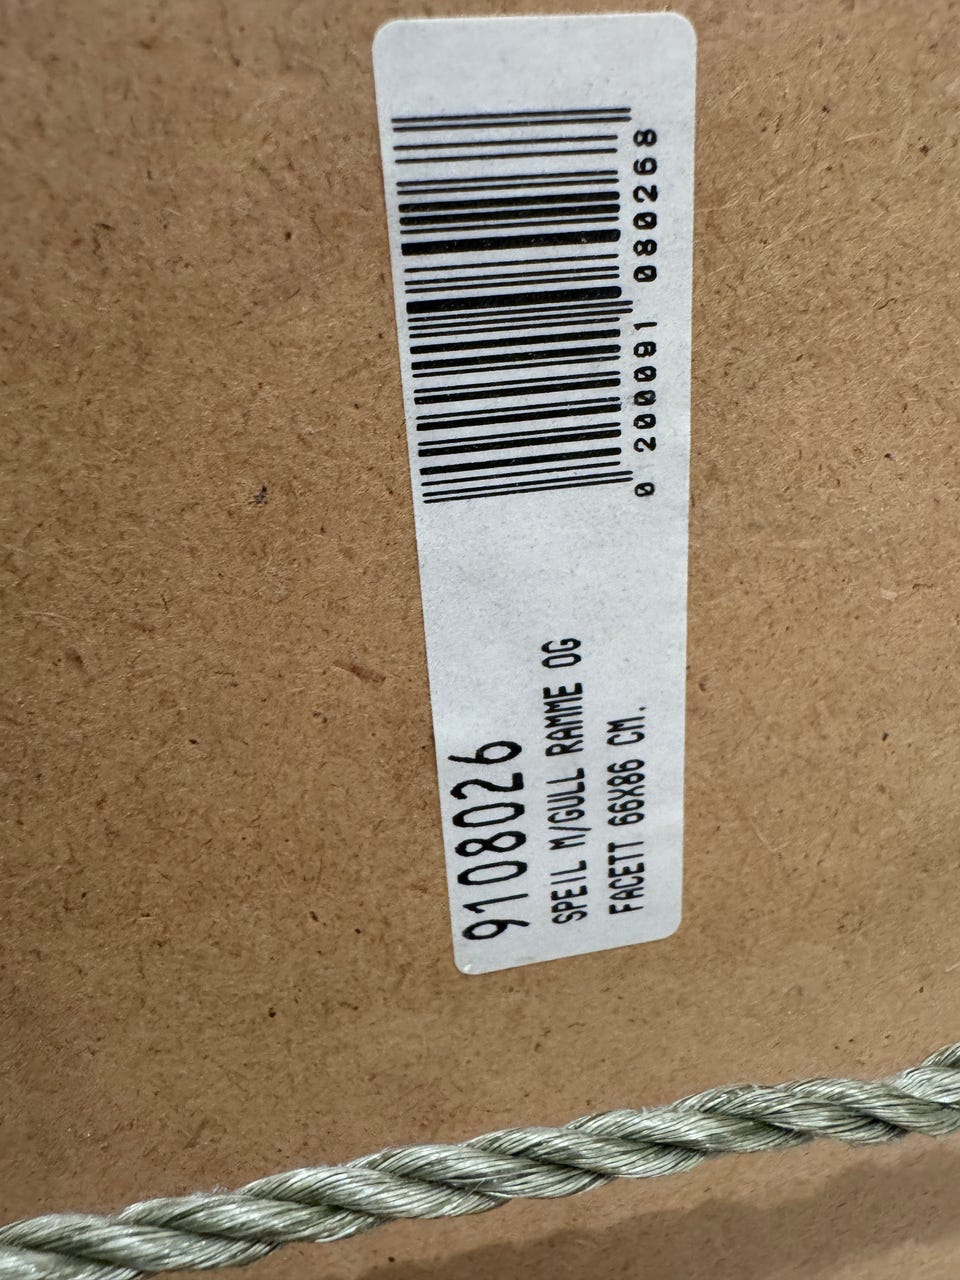 9108026
SPEIL M/GULL RAMME OG
FACETT 66X86 CM.
0 200091 080268